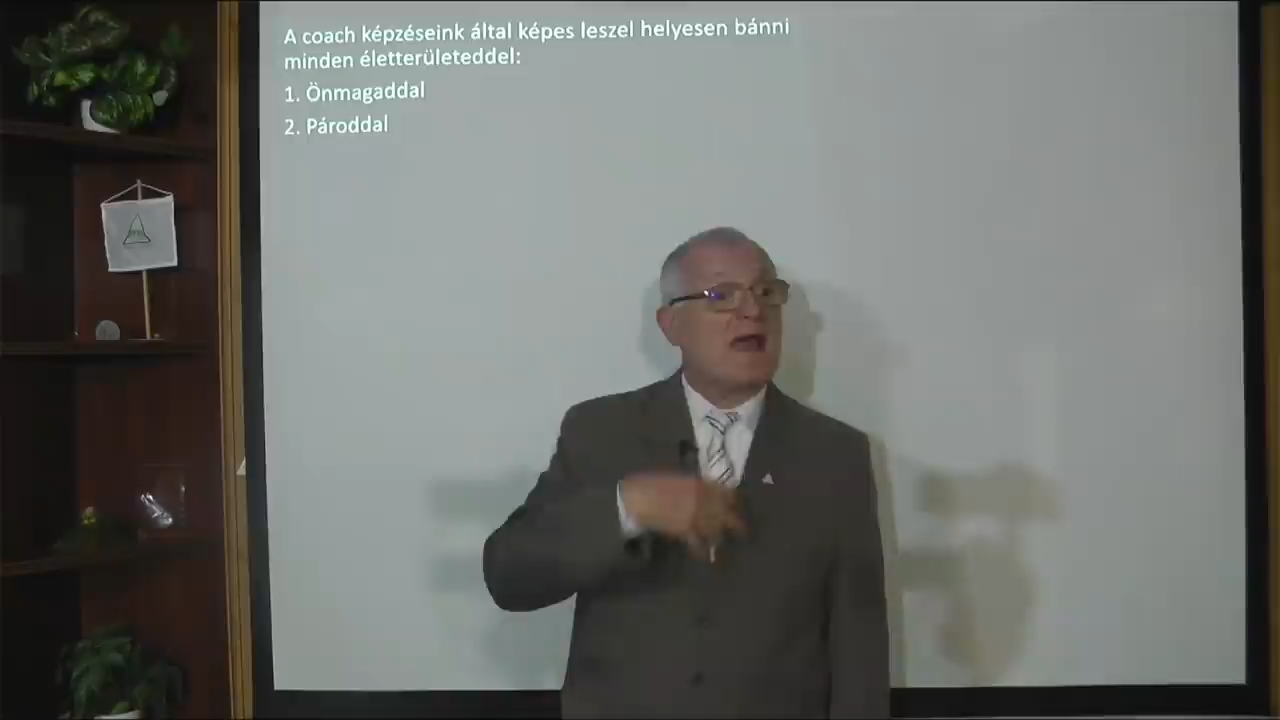 A coach képzéseink által képes leszel helyesen bánni
minden életterületeddel:
1. Önmagaddal
2. Pároddal